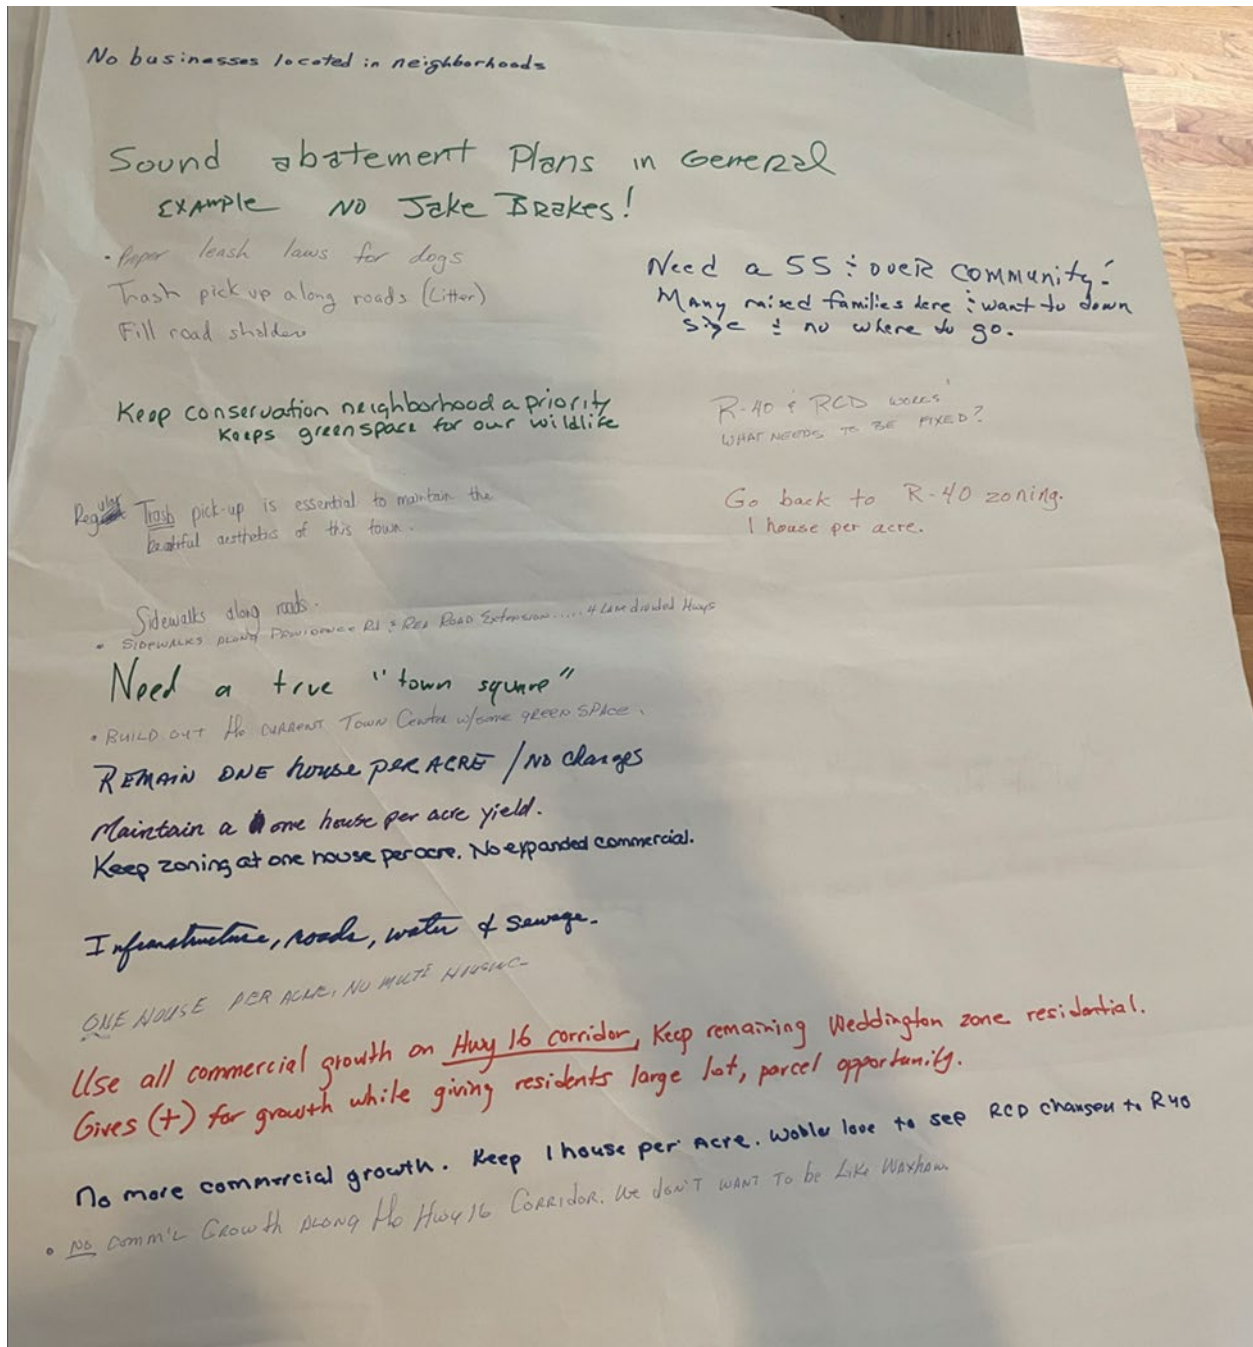 No businesses located in neighborhoods
Sound abatement Plans in General
EXAMPLE NO Jake Brakes!
• Proper leash laws for dogs
Trash pick up along roads (Litter)
Fill road sholders
Need a 55 & over community.
Many raised families here & want to down
size & no where to go.
Keep conservation neighborhood a priority
Keeps greenspace for our wildlife
R-40 & RCD WORKS
WHAT NEEDS TO BE FIXED?
Regular Trash pick-up is essential to maintain the
beatiful aesthetics of this town.
Go back to R-40 zoning.
1 house per acre.
Sidewalks along roads.
• SIDEWALKS ALONG PROVIDENCE Rd & REA ROAD Extension..... 4 Lane divided Hwys
Need a true "town square"
• BUILD OUT the CURRENT TOWN Center w/some GREEN SPACE.
REMAIN ONE house per ACRE / No changes
Maintain a one house per acre yield.
Keep zoning at one house per acre. No expanded commercial.
Infrastructure, roads, water & sewage.
ONE HOUSE PER ACRE, NO MULTI HOUSING
Use all commercial growth on Hwy 16 corridor, Keep remaining Weddington zone residential.
Gives (+) for growth while giving residents large lot, parcel opportunity.
No more commercial growth. Keep 1 house per Acre. love to see RCD changed to R40
• NO COMM'L GROWth ALONG the Hwy 16 CORRIDOR. We don't WANT TO be LIKE WAXHAW.